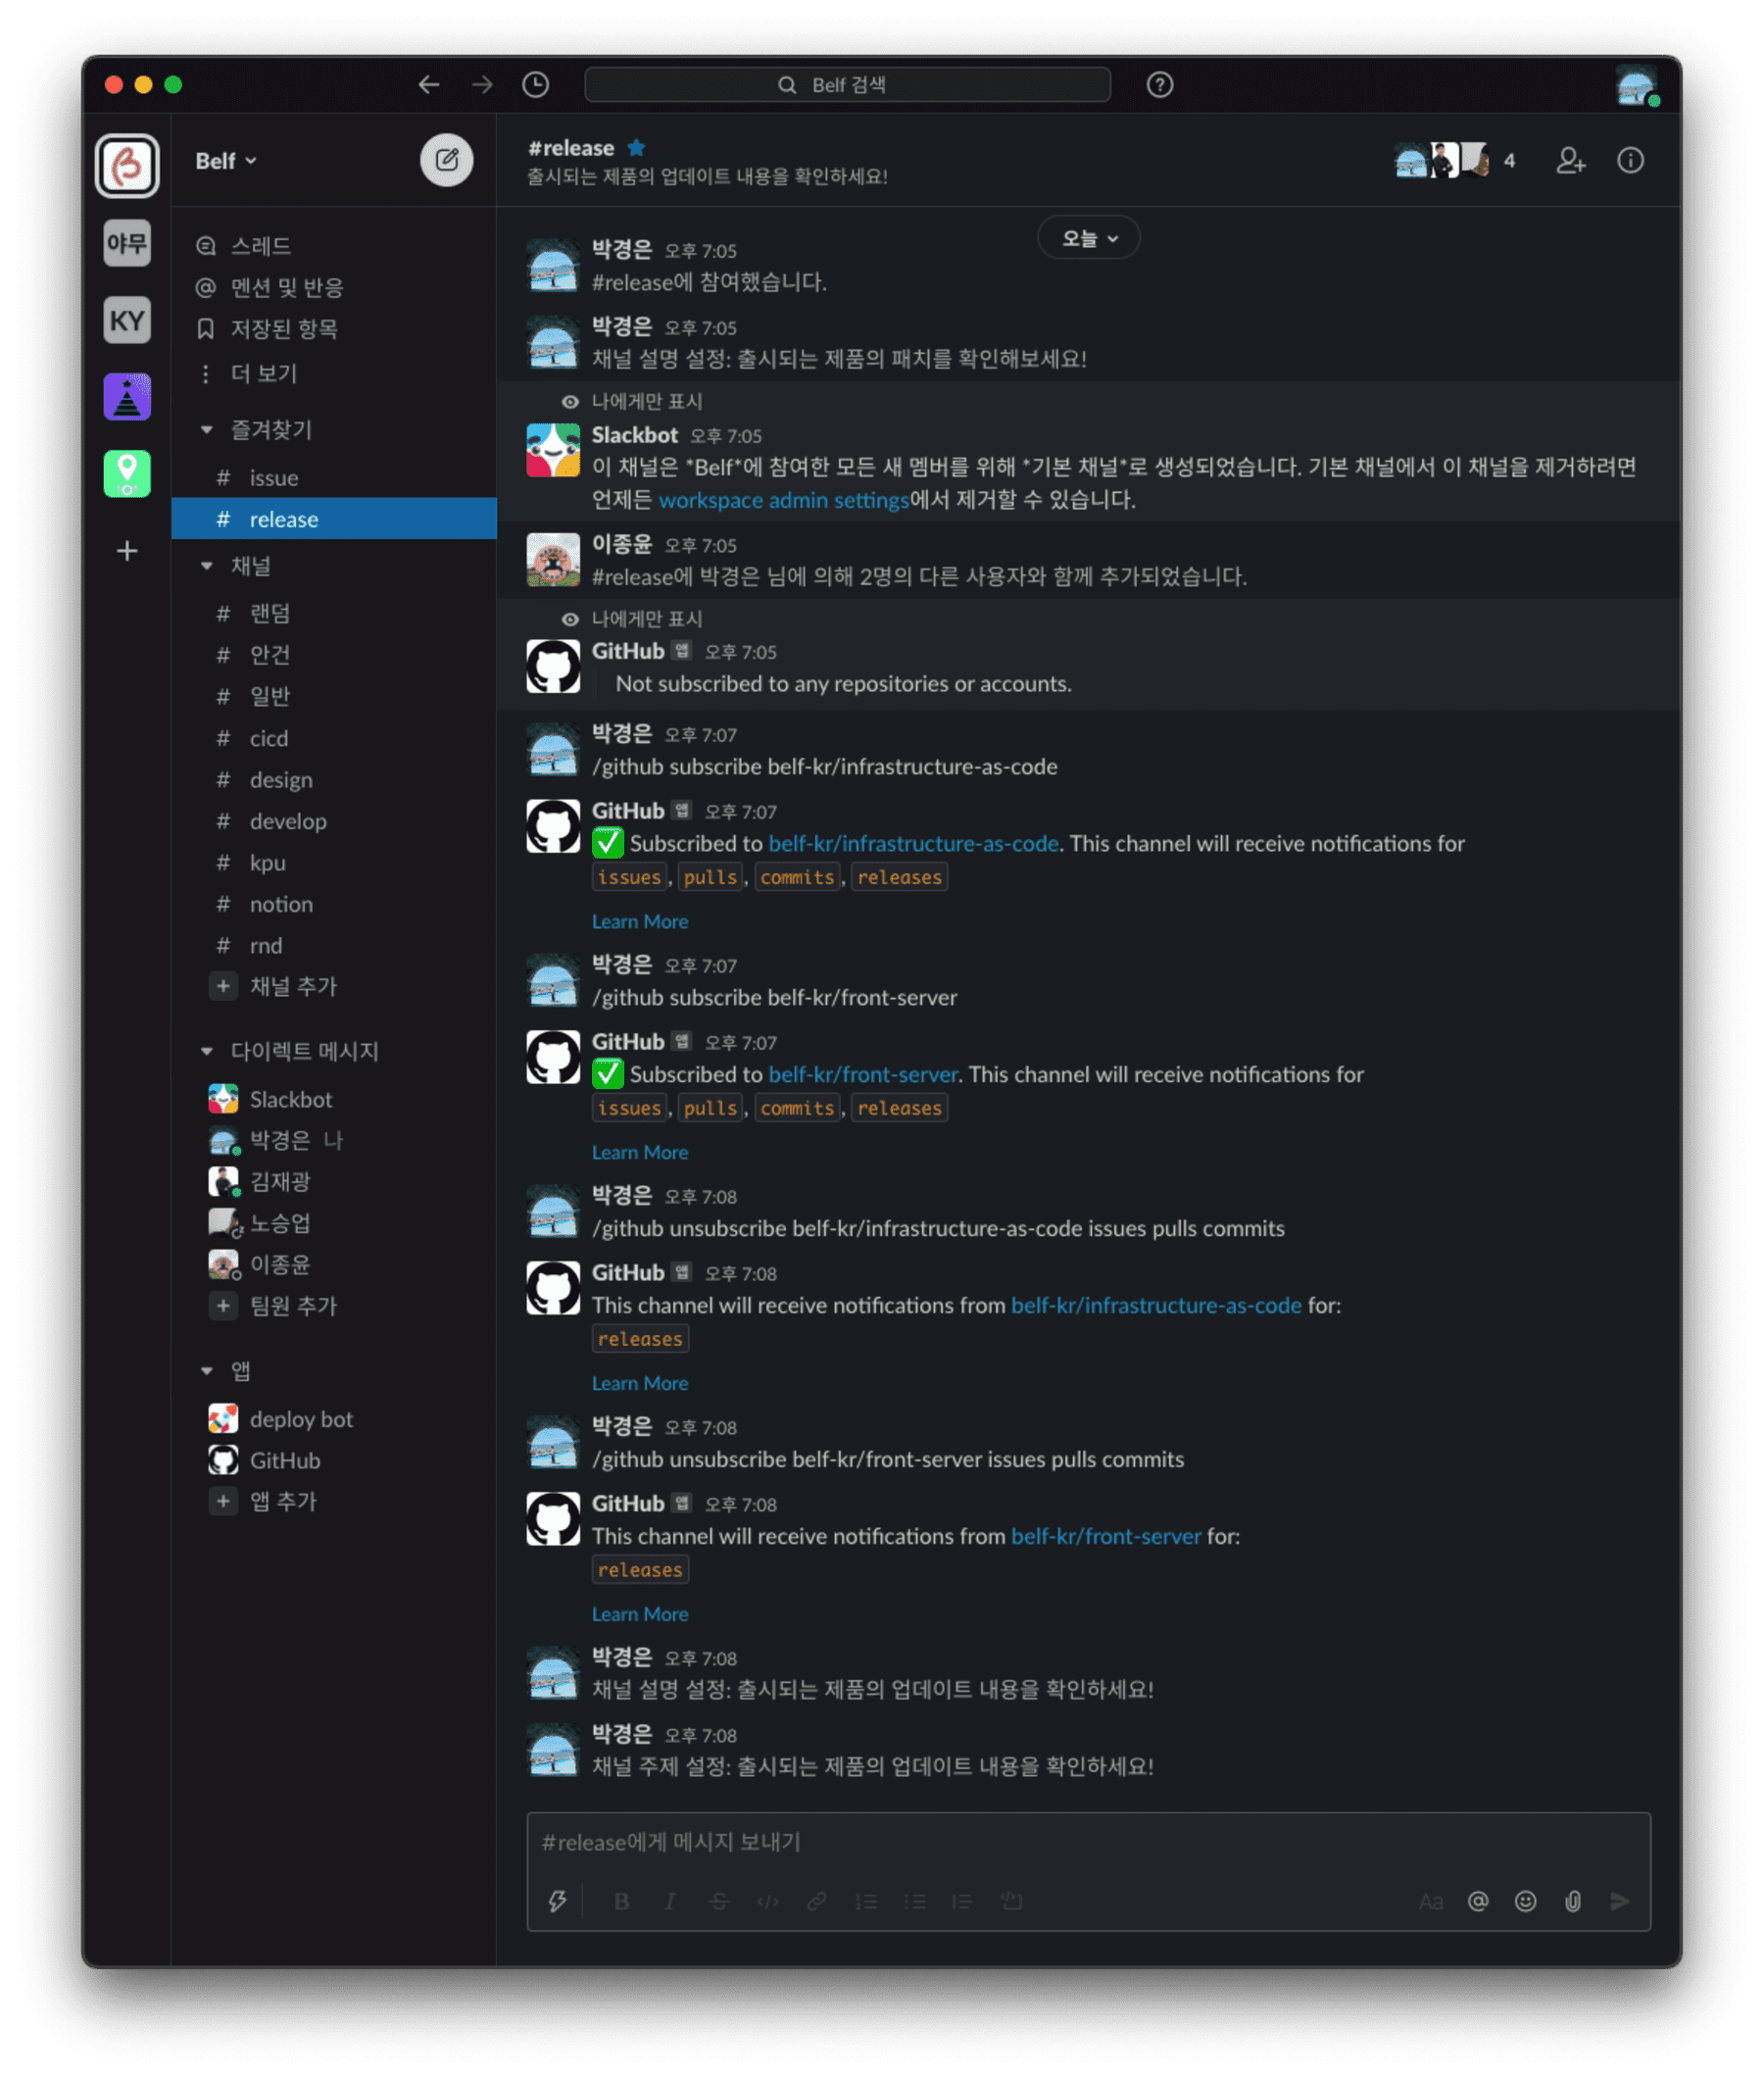 Belf 검색
야무
KY
Belf
스레드
멘션 및 반응
저장된 항목
더 보기
즐겨찾기
# issue
# release
채널
# 랜덤
# 안건
# 일반
# cicd
# design
# develop
# kpu
# notion
# rnd
+ 채널 추가
다이렉트 메시지
Slackbot
박경은 나
김재광
노승업
이종윤
+ 팀원 추가
앱
deploy bot
GitHub
+ 앱 추가
#release
출시되는 제품의 업데이트 내용을 확인하세요!
4
오늘
박경은 오후 7:05
#release에 참여했습니다.
박경은 오후 7:05
채널 설명 설정: 출시되는 제품의 패치를 확인해보세요!
나에게만 표시
Slackbot 오후 7:05
이 채널은 *Belf*에 참여한 모든 새 멤버를 위해 *기본 채널*로 생성되었습니다. 기본 채널에서 이 채널을 제거하려면
언제든 workspace admin settings에서 제거할 수 있습니다.
이종윤 오후 7:05
#release에 박경은 님에 의해 2명의 다른 사용자와 함께 추가되었습니다.
나에게만 표시
GitHub 앱 오후 7:05
Not subscribed to any repositories or accounts.
박경은 오후 7:07
/github subscribe belf-kr/infrastructure-as-code
GitHub 앱 오후 7:07
✅ Subscribed to belf-kr/infrastructure-as-code. This channel will receive notifications for
issues, pulls, commits, releases
Learn More
박경은 오후 7:07
/github subscribe belf-kr/front-server
GitHub 앱 오후 7:07
✅ Subscribed to belf-kr/front-server. This channel will receive notifications for
issues, pulls, commits, releases
Learn More
박경은 오후 7:08
/github unsubscribe belf-kr/infrastructure-as-code issues pulls commits
GitHub 앱 오후 7:08
This channel will receive notifications from belf-kr/infrastructure-as-code for:
releases
Learn More
박경은 오후 7:08
/github unsubscribe belf-kr/front-server issues pulls commits
GitHub 앱 오후 7:08
This channel will receive notifications from belf-kr/front-server for:
releases
Learn More
박경은 오후 7:08
채널 설명 설정: 출시되는 제품의 업데이트 내용을 확인하세요!
박경은 오후 7:08
채널 주제 설정: 출시되는 제품의 업데이트 내용을 확인하세요!
#release에게 메시지 보내기
B I S Aa @